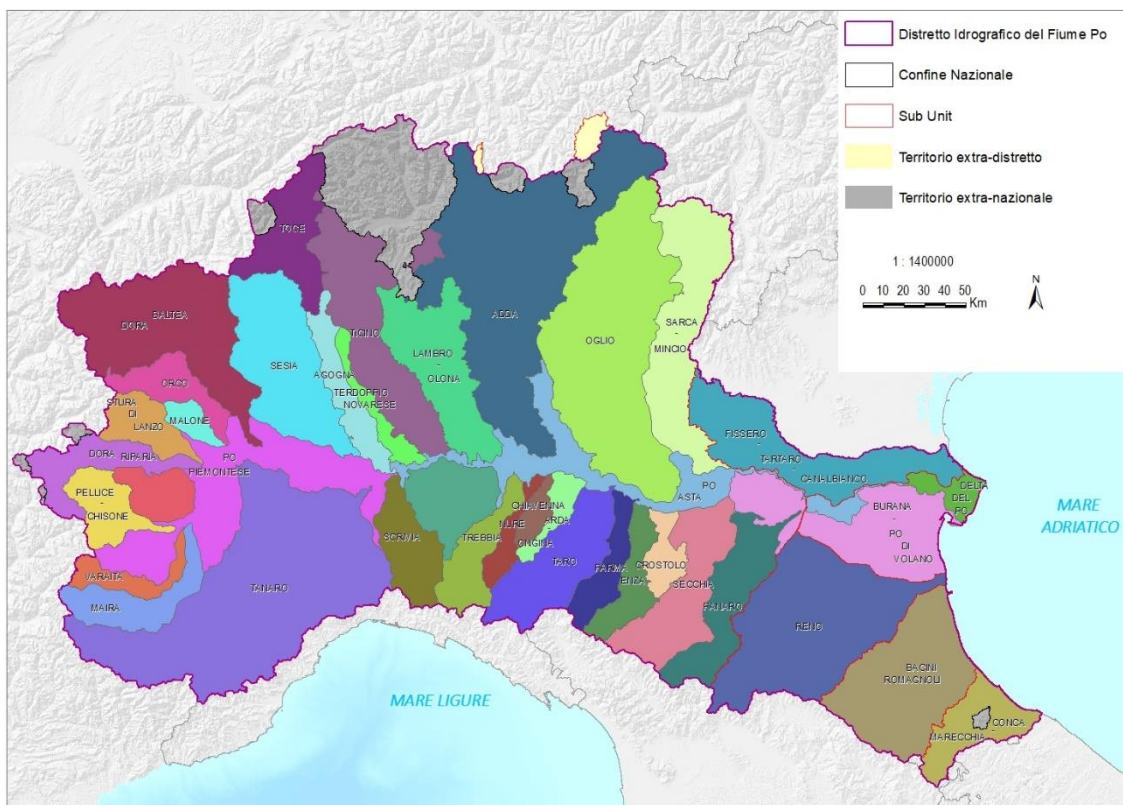 Distretto Idrografico del Fiume Po
Confine Nazionale
Sub Unit
Territorio extra-distretto
Territorio extra-nazionale
1 : 1400000
0 10 20 30 40 50
Km
N
TOCE
DORA
BALTEA
SESIA
AGOGNA
TICINO
TERDOPPIO
NOVARESE
LAMBRO
-
OLONA
ADDA
OGLIO
SARCA
-
MINCIO
ORCO
STURA
DI
LANZO
MALONE
DORA
RIPARIA
PO
PIEMONTESE
PELLICE
-
CHISONE
VARAITA
MAIRA
TANARO
SCRIVIA
TREBBIA
NURE
CHIAVENNA
ARDA
-
ONGINA
TARO
PARMA
ENZA
CROSTOLO
SECCHIA
PANARO
ASTA
PO
FISSERO
-
TARTARO
-
CANALBIANCO
DELTA
DEL
PO
BURANA
-
PO
DI
VOLANO
RENO
BACINI
ROMAGNOLI
MARECCHIA
-
CONCA
MARE
ADRIATICO
MARE LIGURE